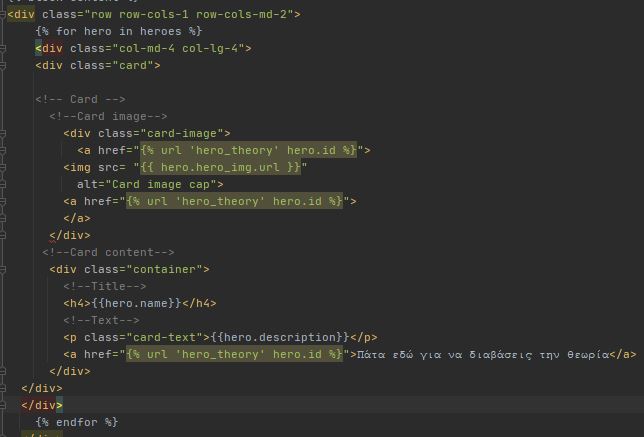 <div class="row row-cols-1 row-cols-md-2">
{% for hero in heroes %}
<div class="col-md-4 col-lg-4">
<div class="card">
<!-- Card -->
<!--Card image-->
<div class="card-image">
<a href="{% url 'hero_theory' hero.id %}">
<img src= "{{ hero.hero_img.url }}"
alt="Card image cap">
<a href="{% url 'hero_theory' hero.id %}">
</a>
</div>
<!--Card content-->
<div class="container">
<!--Title-->
<h4>{{hero.name}}</h4>
<!--Text-->
<p class="card-text">{{hero.description}}</p>
<a href="{% url 'hero_theory' hero.id %}">Πάτα εδώ για να διαβάσεις την θεωρία</a>
</div>
</div>
</div>
{% endfor %}